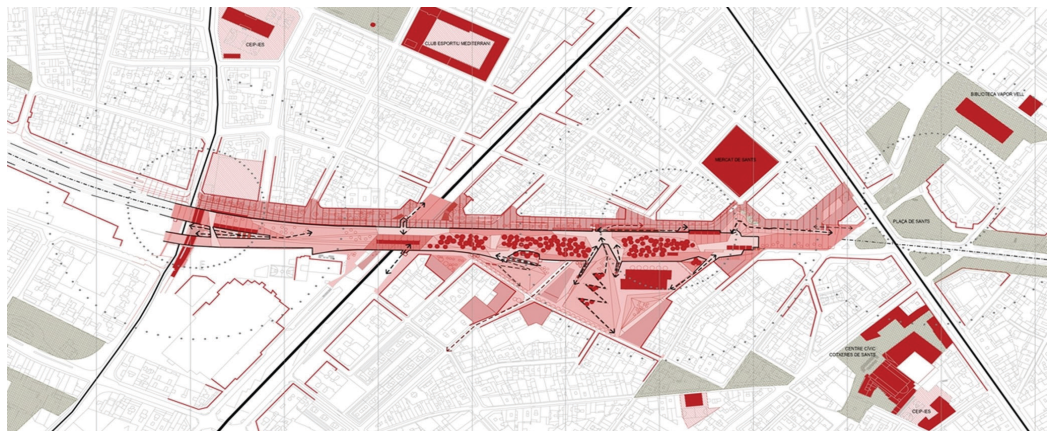 CEIP-IES
CLUB ESPORTIU MEDITERRANI
BIBLIOTECA VAPOR VELL
MERCAT DE SANTS
PLAÇA DE SANTS
CENTRE CÍVIC
COTXERES DE SANTS
CEIP-IES